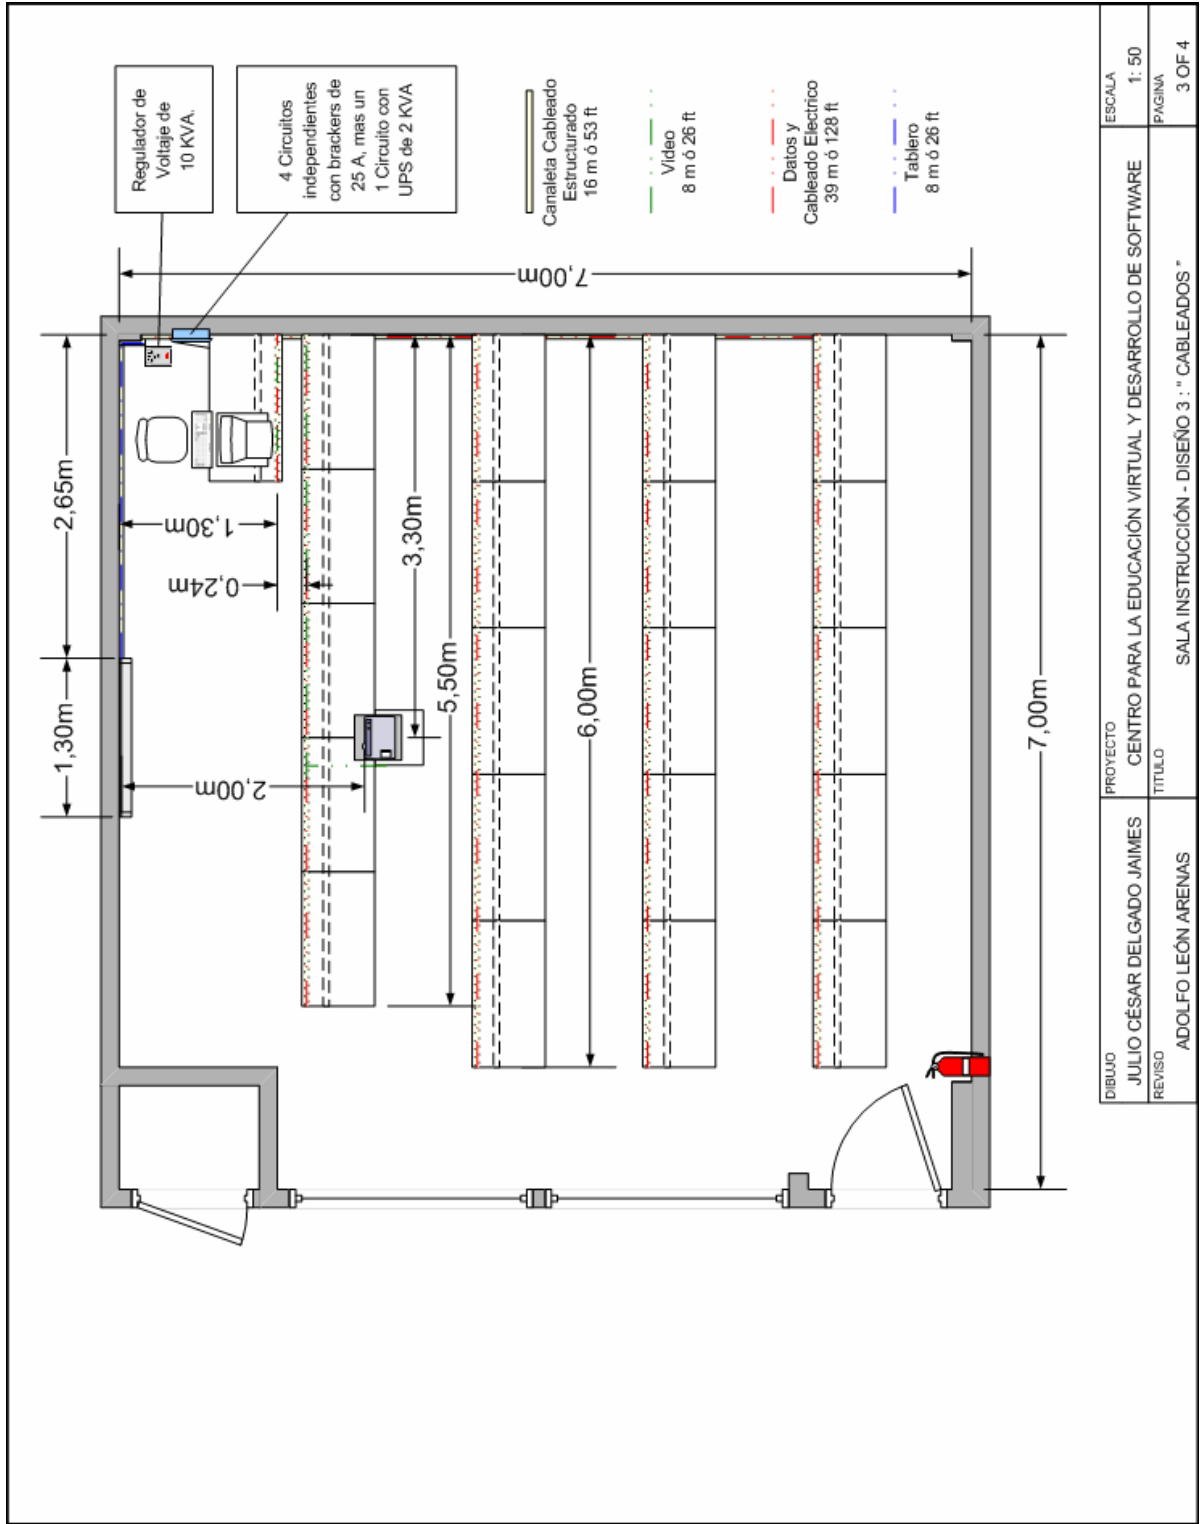 Regulador de
Voltaje de
10 KVA.
4 Circuitos
independientes
con brackers de
25 A, mas un
1 Circuito con
UPS de 2 KVA
Canaleta Cableado
Estructurado
16 m ó 53 ft
Video
8 m ó 26 ft
Datos y
Cableado Electrico
39 m ó 128 ft
Tablero
8 m ó 26 ft
2,65m
1,30m
1,30m
0,24m
2,00m
3,30m
5,50m
6,00m
7,00m
7,00m
DIBUJO
JULIO CÉSAR DELGADO JAIMES
REVISO
ADOLFO LEÓN ARENAS
PROYECTO
CENTRO PARA LA EDUCACIÓN VIRTUAL Y DESARROLLO DE SOFTWARE
TITULO
SALA INSTRUCCIÓN - DISEÑO 3 : " CABLEADOS "
ESCALA
1: 50
PAGINA
3 OF 4